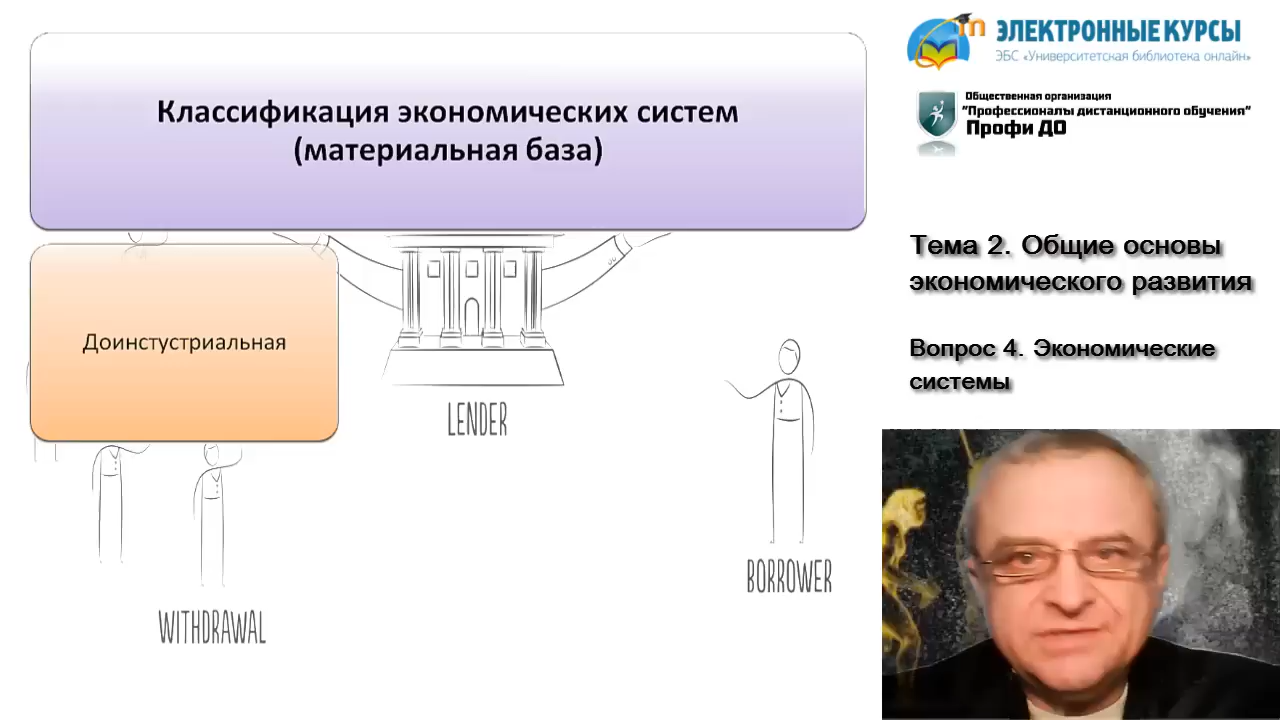 Классификация экономических систем
(материальная база)
Доинстустриальная
LENDER
BORROWER
WITHDRAWAL
m
ЭЛЕКТРОННЫЕ КУРСЫ
ЭБС «Университетская библиотека онлайн»
Общественная организация
"Профессионалы дистанционного обучения"
Профи ДО
Тема 2. Общие основы
экономического развития
Вопрос 4. Экономические
системы